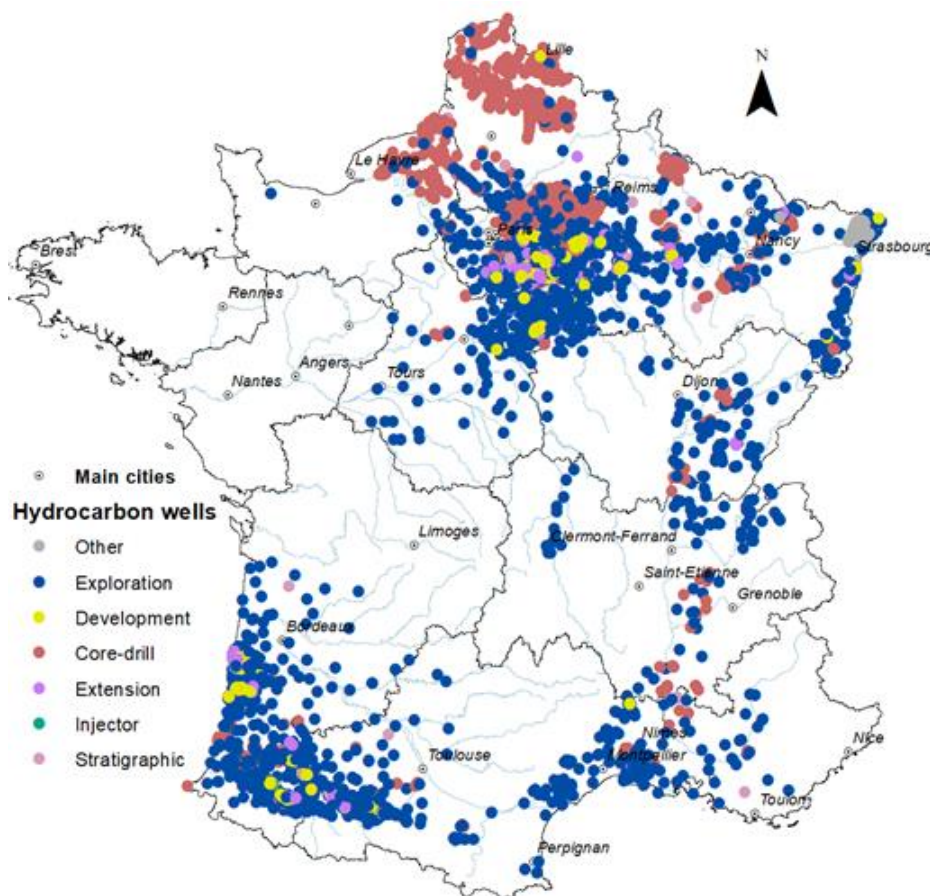 Lille
N
Le Havre
Reims
Paris
Nancy
Strasbourg
Brest
Rennes
Angers
Tours
Nantes
Dijon
Main cities
Hydrocarbon wells
Other
Exploration
Development
Core-drill
Extension
Injector
Stratigraphic
Limoges
Clermont-Ferrand
Saint-Etienne
Grenoble
Bordeaux
Toulouse
Nimes
Montpellier
Nice
Toulon
Perpignan